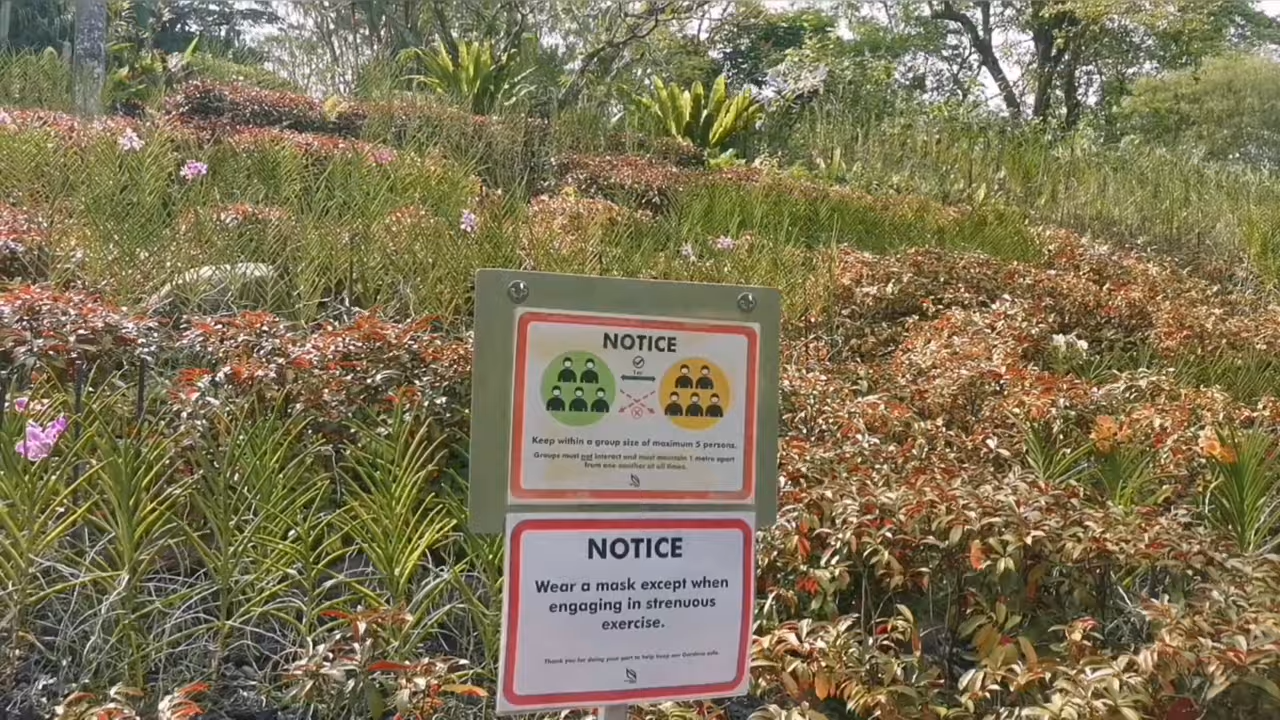 NOTICE
1 m
Keep within a group size of maximum 5 persons.
Groups must not interact and must maintain 1 metre apart
from one another at all times.
NOTICE
Wear a mask except when
engaging in strenuous
exercise.
Thank you for doing your part to help keep our Gardens safe.